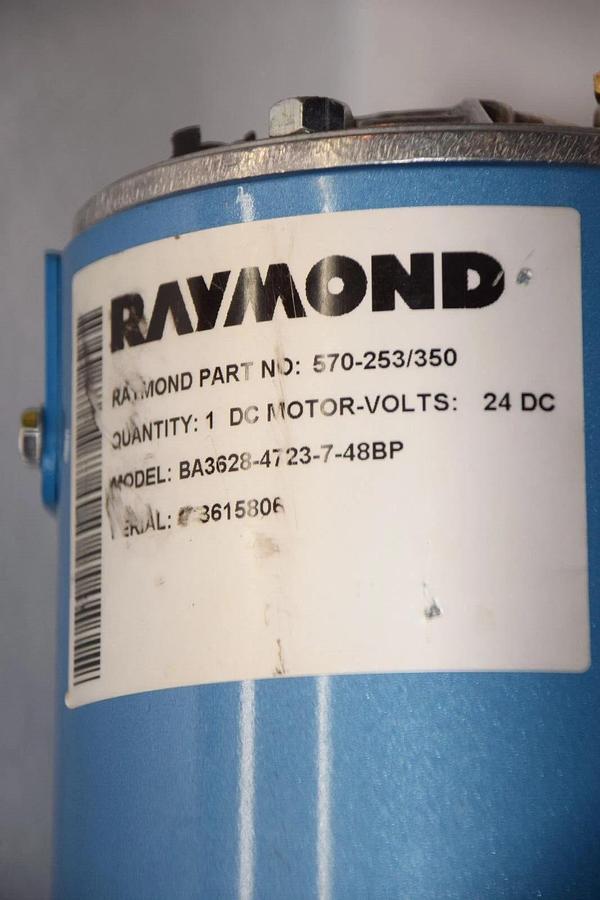 RAYMOND
RAYMOND PART NO: 570-253/350
QUANTITY: 1 DC MOTOR-VOLTS: 24 DC
MODEL: BA3628-4723-7-48BP
SERIAL: